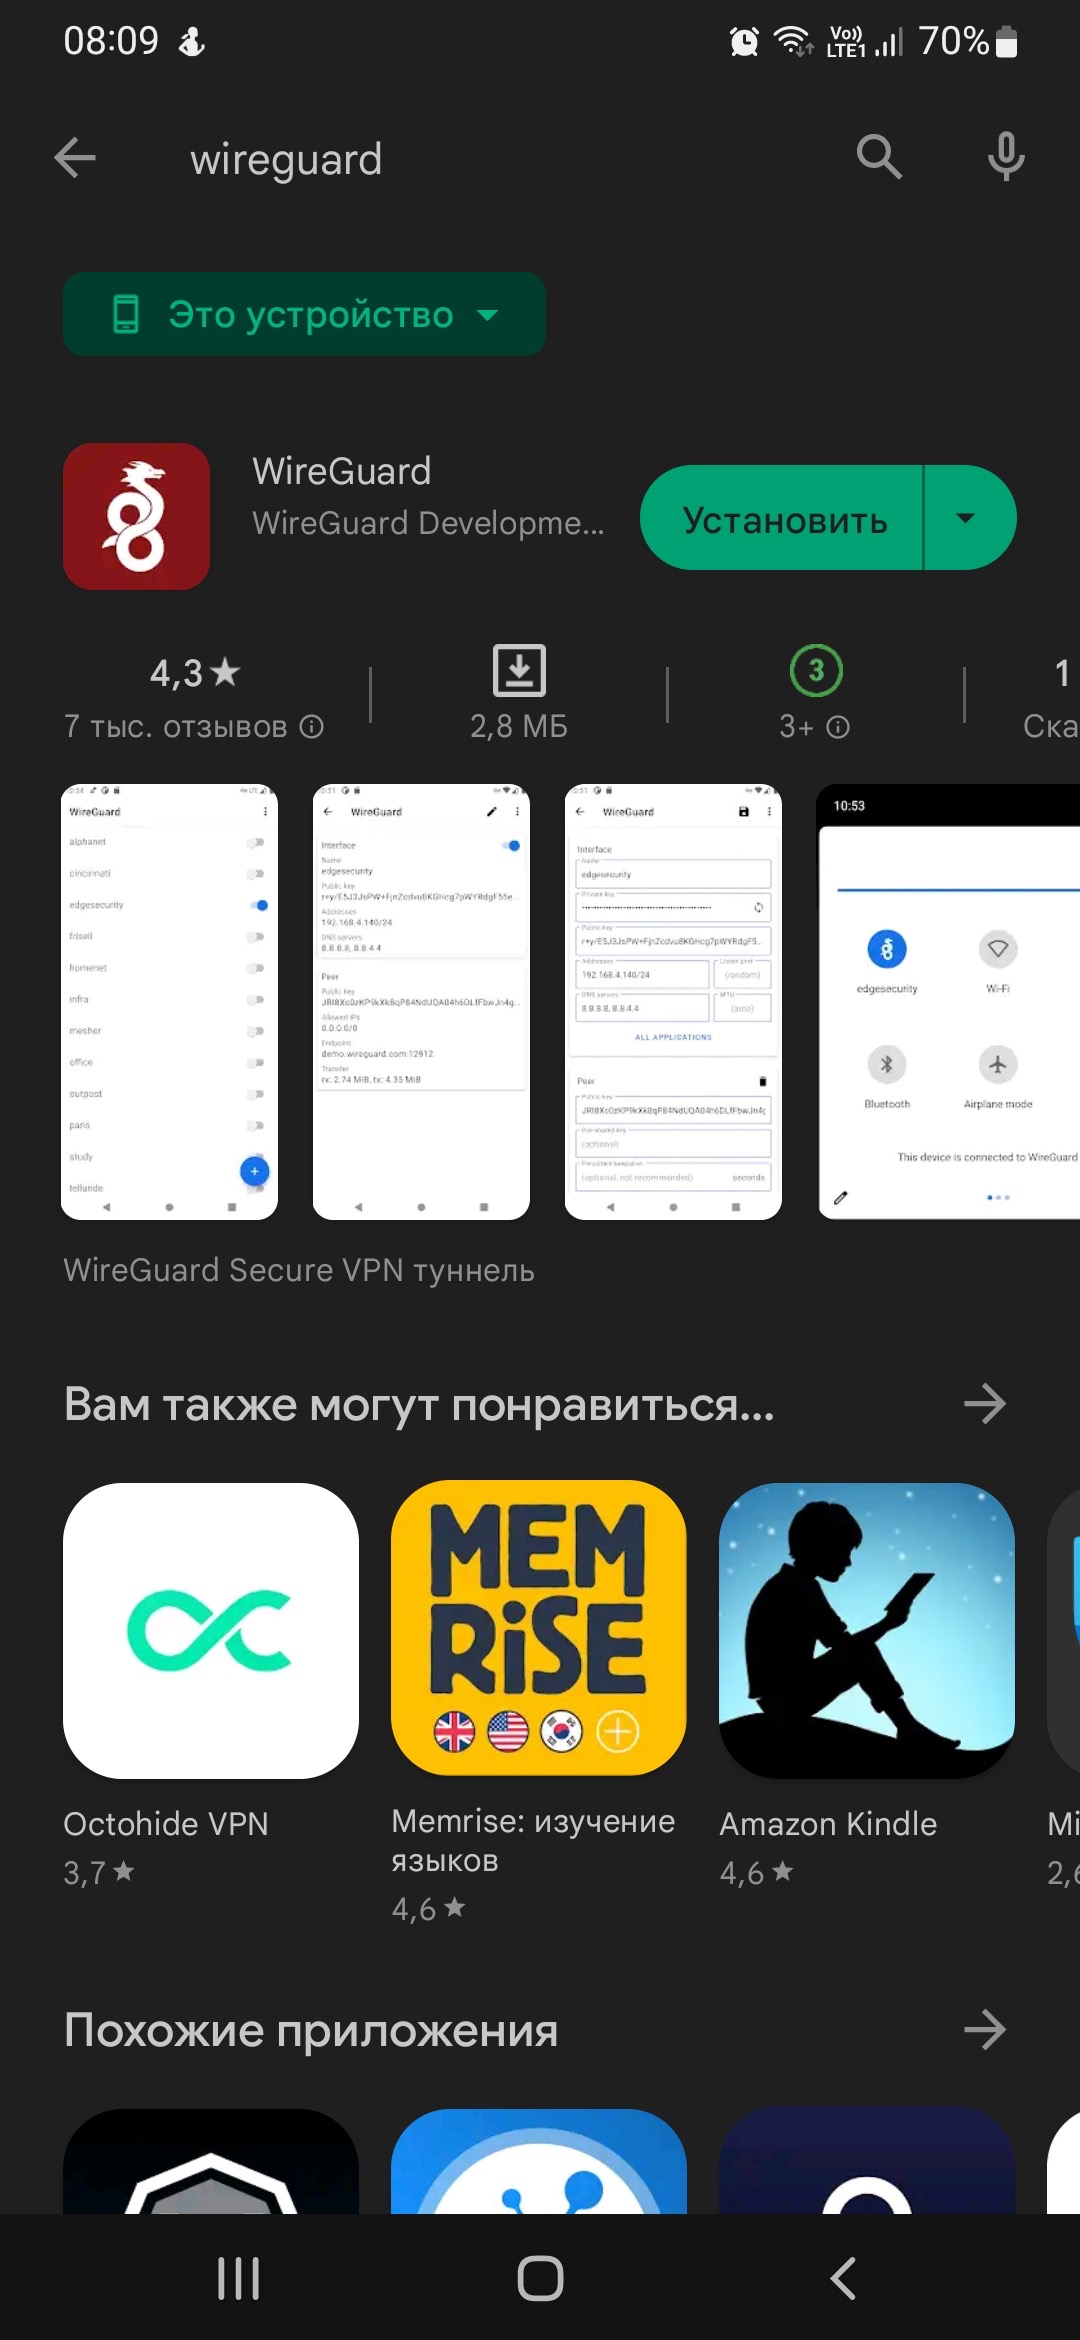 08:09
Vo)) LTE1 70%
wireguard
Это устройство
WireGuard
WireGuard Developme...
Установить
4,3★
7 тыс. отзывов
2,8 МБ
3
3+
1
Ска
WireGuard
alphanet
cincinnati
edgesecurity
frisell
homenet
infra
mesher
office
outpost
paris
study
telluride
WireGuard
Interface
Name
edgesecurity
Public key
Addresses
192.168.4.140/24
DNS servers
8.8.8.8, 8.8.4.4
Peer
Public key
Allowed IPs
0.0.0.0/0
Endpoint
demo.wireguard.com:12912
Transfer
rx: 2.74 MiB, tx: 4.35 MiB
WireGuard
Interface
Name
edgesecurity
Private key
Public key
Addresses
Listen port
192.168.4.140/24
(random)
DNS servers
MTU
8.8.8.8, 8.8.4.4
(auto)
ALL APPLICATIONS
Peer
Public key
Pre-shared key
(optional)
Persistent keepalive
(optional, not recommended)
seconds
10:53
edgesecurity
Wi-Fi
Bluetooth
Airplane mode
This device is connected to WireGuard
WireGuard Secure VPN туннель
Вам также могут понравиться...
MEM
RiSE
Octohide VPN
3,7★
Memrise: изучение
языков
4,6★
Amazon Kindle
4,6★
Mi
2,6
Похожие приложения